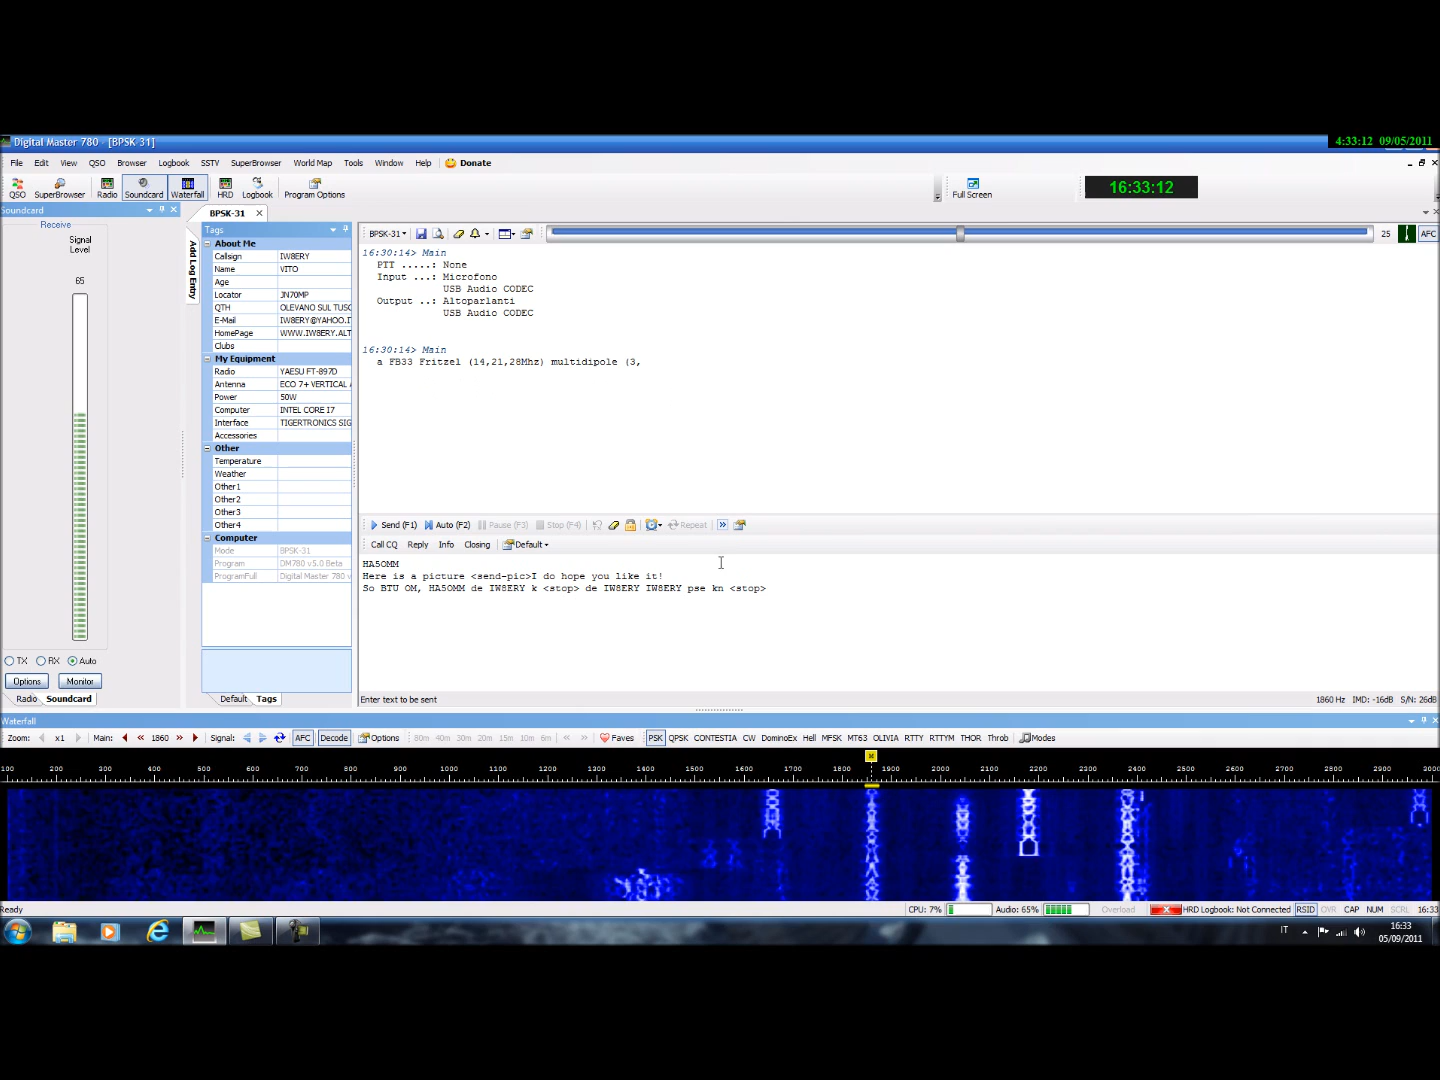 4:33:12 09/05/2011
Digital Master 780 - [BPSK-31]
File Edit View QSO Browser Logbook SSTV SuperBrowser World Map Tools Window Help Donate
QSO SuperBrowser Radio Soundcard Waterfall HRD Logbook Program Options
16:33:12
Full Screen
Soundcard
Receive
Signal
Level
65
TX RX Auto
Options Monitor
Radio Soundcard
Add Log Entry
BPSK-31
Tags
About Me
Callsign IW8ERY
Name VITO
Age
Locator JN70MP
QTH OLEVANO SUL TUSC
E-Mail IW8ERY@YAHOO.I
HomePage WWW.IW8ERY.ALT
Clubs
My Equipment
Radio YAESU FT-897D
Antenna ECO 7+ VERTICAL A
Power 50W
Computer INTEL CORE I7
Interface TIGERTRONICS SIG
Accessories
Other
Temperature
Weather
Other1
Other2
Other3
Other4
Computer
Mode BPSK-31
Program DM780 v5.0 Beta
ProgramFull Digital Master 780 v
Default Tags
BPSK-31 25 AFC
16:30:14> Main
PTT .....: None
Input ...: Microfono
USB Audio CODEC
Output ..: Altoparlanti
USB Audio CODEC
16:30:14> Main
a FB33 Fritzel (14,21,28Mhz) multidipole (3,
Send (F1) Auto (F2) Pause (F3) Stop (F4) Repeat
Call CQ Reply Info Closing Default
HA5OMM
Here is a picture <send-pic>I do hope you like it!
So BTU OM, HA5OMM de IW8ERY k <stop> de IW8ERY IW8ERY pse kn <stop>
Enter text to be sent 1860 Hz IMD: -16dB S/N: 26dB
Waterfall
Zoom: x1 Main: 1860 Signal: AFC Decode Options 80m 40m 30m 20m 15m 10m 6m Faves PSK QPSK CONTESTIA CW DominoEx Hell MFSK MT63 OLIVIA RTTY RTTYM THOR Throb Modes
100 200 300 400 500 600 700 800 900 1000 1100 1200 1300 1400 1500 1600 1700 1800 1900 2000 2100 2200 2300 2400 2500 2600 2700 2800 2900 3000
Ready CPU: 7% Audio: 65% Overload HRD Logbook: Not Connected RSID OVR CAP NUM SCRL 16:33
IT 16:33
05/09/2011